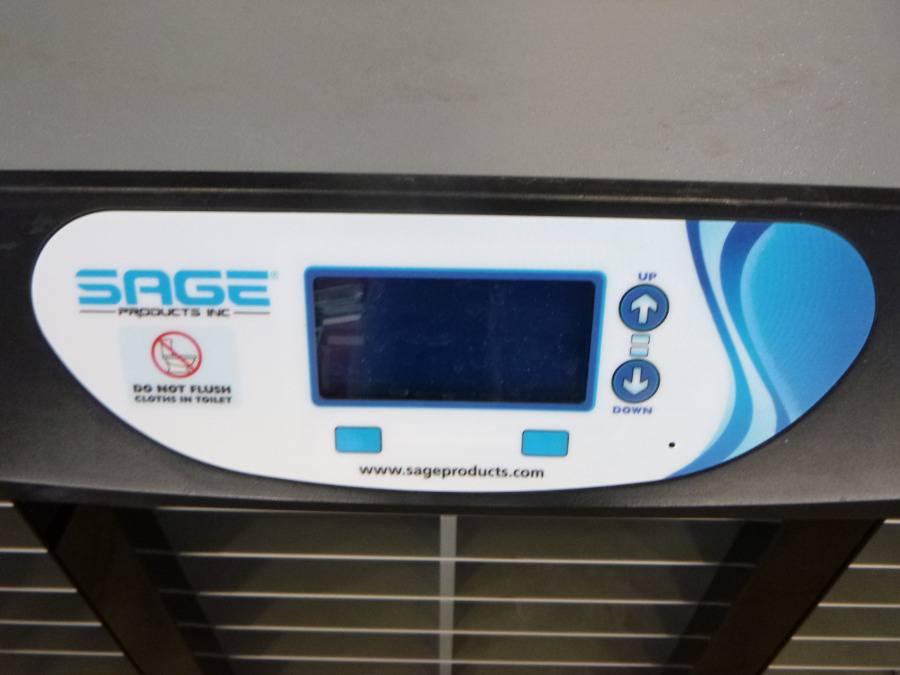 SAGE®
PRODUCTS INC
DO NOT FLUSH
CLOTHS IN TOILET
UP
DOWN
www.sageproducts.com